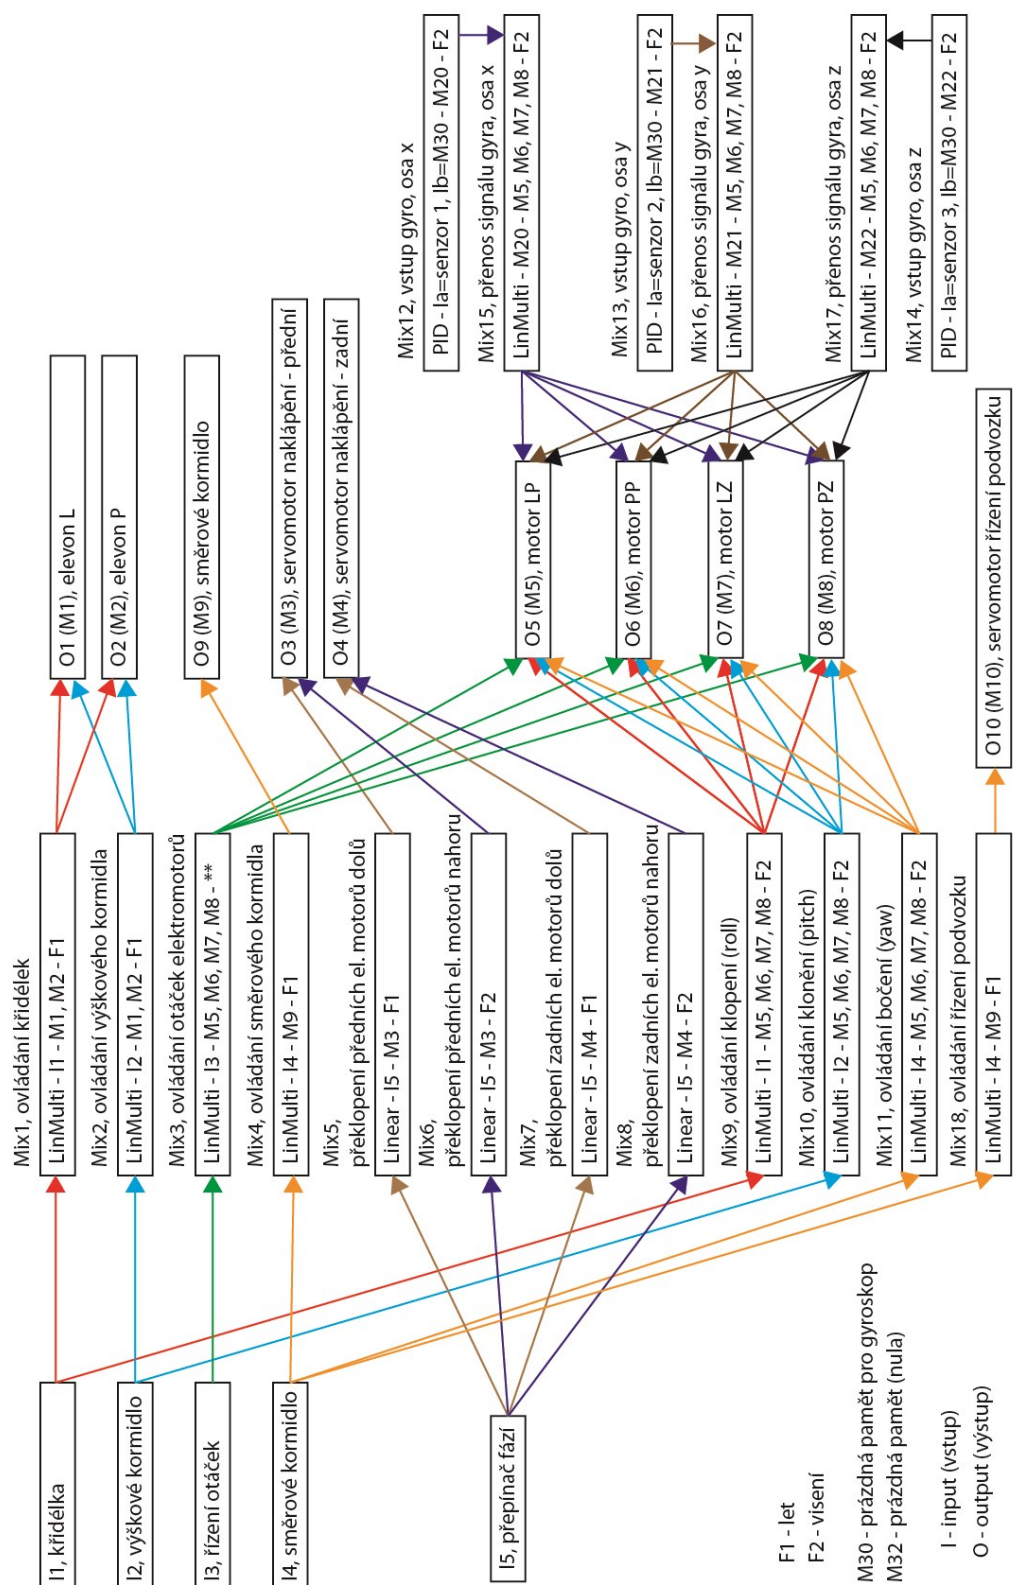 I1, křidélka
I2, výškové kormidlo
I3, řízení otáček
I4, směrové kormidlo
I5, přepínač fází
F1 - let
F2 - visení
M30 - prázdná pamět pro gyroskop
M32 - prázdná pamět (nula)
I - input (vstup)
O - output (výstup)
Mix1, ovládání křidélek
LinMulti - I1 - M1, M2 - F1
Mix2, ovládání výškového kormidla
LinMulti - I2 - M1, M2 - F1
Mix3, ovládání otáček elektromotorů
LinMulti - I3 - M5, M6, M7, M8 - **
Mix4, ovládání směrového kormidla
LinMulti - I4 - M9 - F1
Mix5,
překlopení předních el. motorů dolů
Linear - I5 - M3 - F1
Mix6,
překlopení předních el. motorů nahoru
Linear - I5 - M3 - F2
Mix7,
překlopení zadních el. motorů dolů
Linear - I5 - M4 - F1
Mix8,
překlopení zadních el. motorů nahoru
Linear - I5 - M4 - F2
Mix9, ovládání klopení (roll)
LinMulti - I1 - M5, M6, M7, M8 - F2
Mix10, ovládání klonění (pitch)
LinMulti - I2 - M5, M6, M7, M8 - F2
Mix11, ovládání bočení (yaw)
LinMulti - I4 - M5, M6, M7, M8 - F2
Mix18, ovládání řízení podvozku
LinMulti - I4 - M9 - F1
O1 (M1), elevon L
O2 (M2), elevon P
O9 (M9), směrové kormidlo
O3 (M3), servomotor naklápění - přední
O4 (M4), servomotor naklápění - zadní
O5 (M5), motor LP
O6 (M6), motor PP
O7 (M7), motor LZ
O8 (M8), motor PZ
O10 (M10), servomotor řízení podvozku
Mix12, vstup gyro, osa x
PID - Ia=senzor 1, Ib=M30 - M20 - F2
Mix15, přenos signálu gyra, osa x
LinMulti - M20 - M5, M6, M7, M8 - F2
Mix13, vstup gyro, osa y
PID - Ia=senzor 2, Ib=M30 - M21 - F2
Mix16, přenos signálu gyra, osa y
LinMulti - M21 - M5, M6, M7, M8 - F2
Mix17, přenos signálu gyra, osa z
LinMulti - M22 - M5, M6, M7, M8 - F2
Mix14, vstup gyro, osa z
PID - Ia=senzor 3, Ib=M30 - M22 - F2